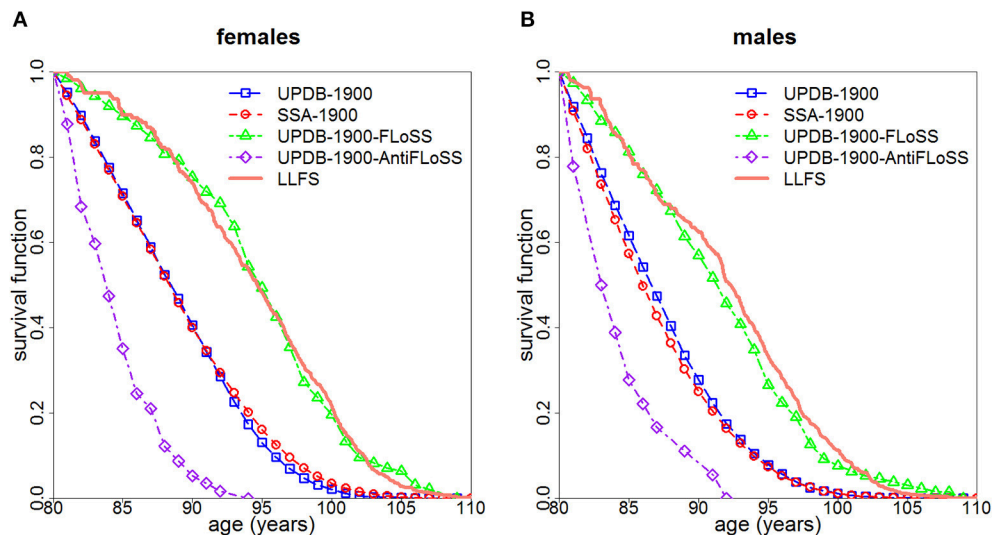 A
females
survival function
0.0
0.2
0.4
0.6
0.8
1.0
80
85
90
95
100
105
110
age (years)
UPDB-1900
SSA-1900
UPDB-1900-FLoSS
UPDB-1900-AntiFLoSS
LLFS
B
males
survival function
0.0
0.2
0.4
0.6
0.8
1.0
80
85
90
95
100
105
110
age (years)
UPDB-1900
SSA-1900
UPDB-1900-FLoSS
UPDB-1900-AntiFLoSS
LLFS